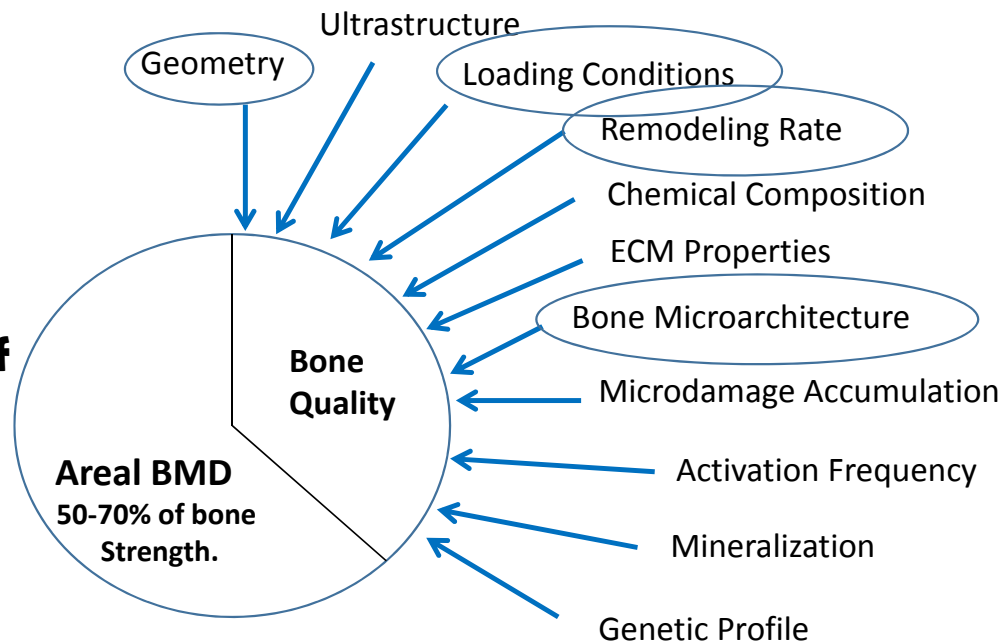 Ultrastructure
Geometry
Loading Conditions
Remodeling Rate
Chemical Composition
ECM Properties
Bone Microarchitecture
f
Bone
Quality
Microdamage Accumulation
Areal BMD
50-70% of bone
Strength.
Activation Frequency
Mineralization
Genetic Profile